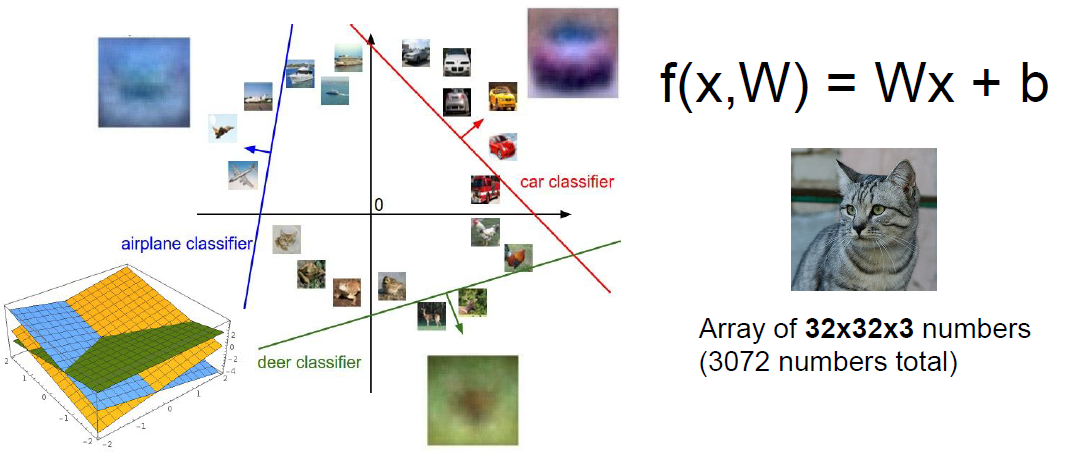 f(x,W) = Wx + b
0
car classifier
airplane classifier
deer classifier
Array of 32x32x3 numbers
(3072 numbers total)
2
1
0
-1
-2
-2
-1
0
1
2
2
0
-2
-4